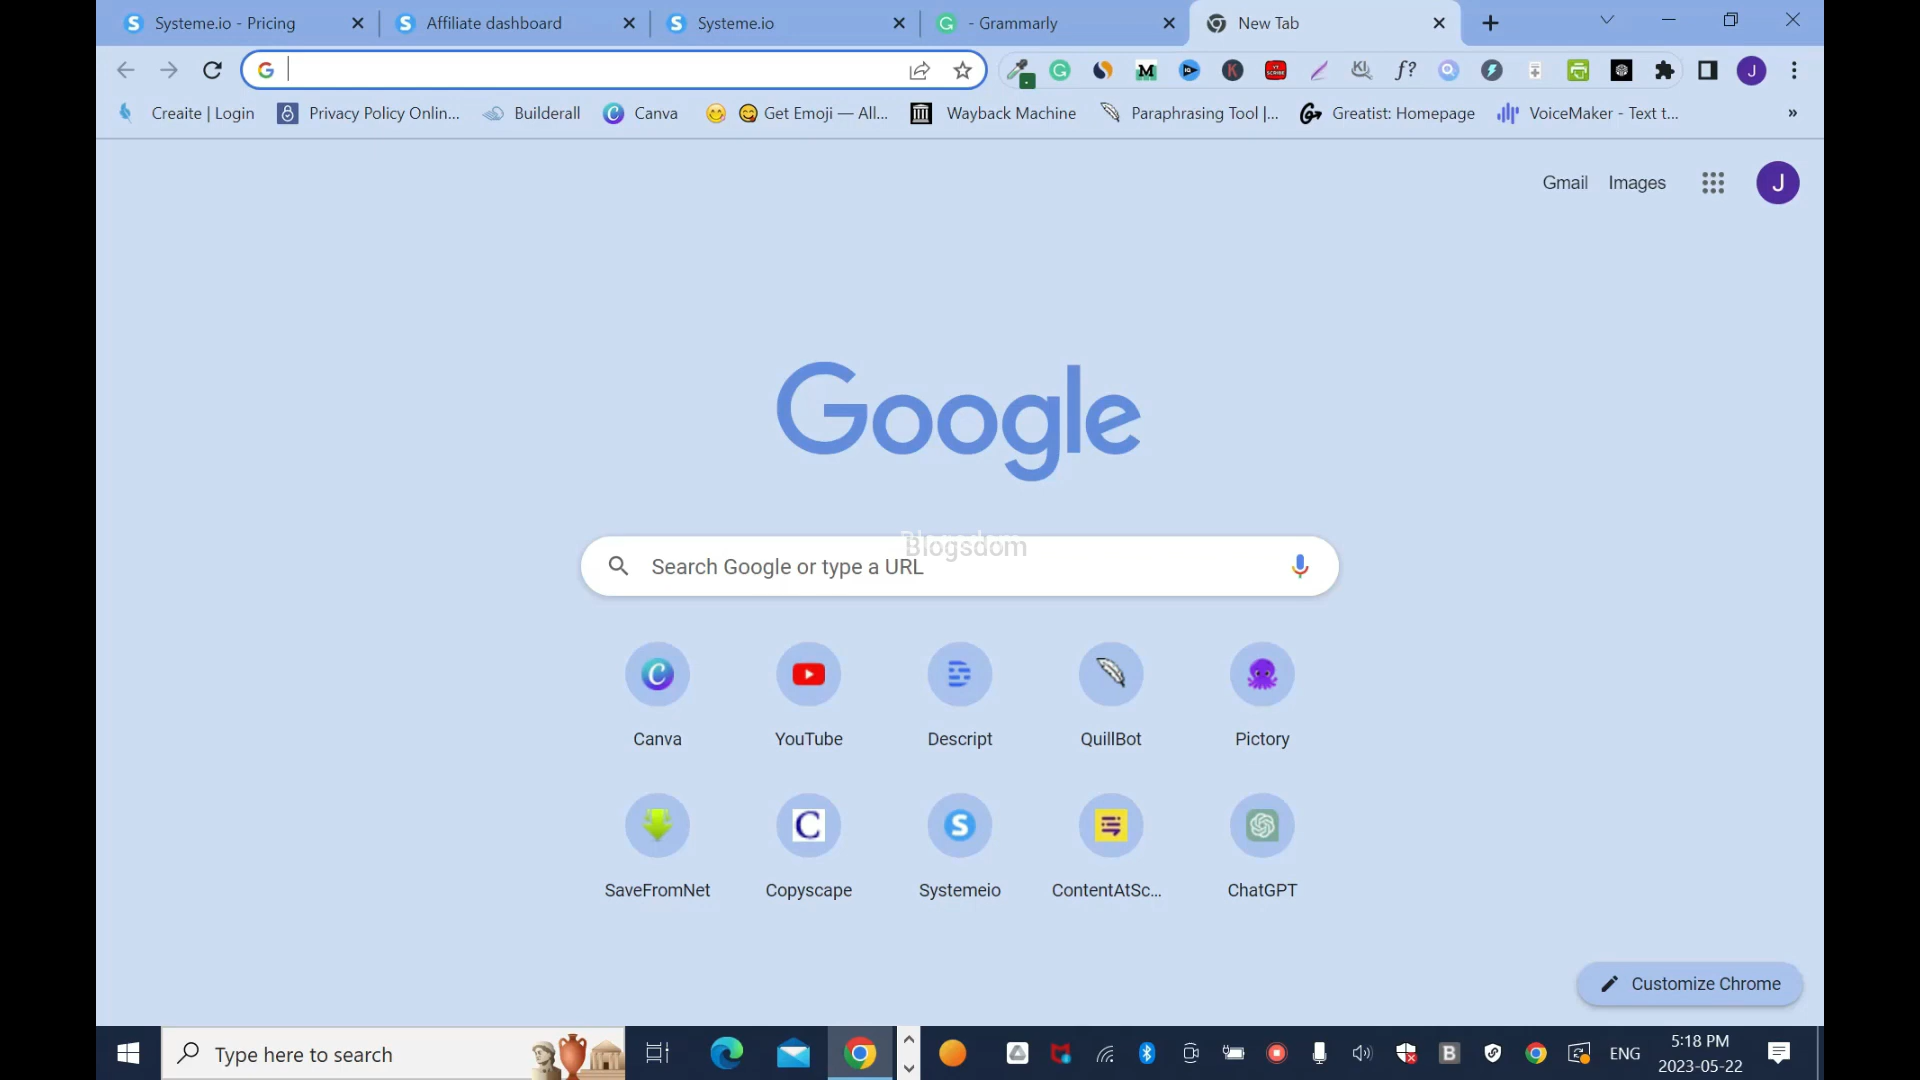 Systeme.io - Pricing
Affiliate dashboard
Systeme.io
- Grammarly
New Tab
Creaite | Login
Privacy Policy Onlin...
Builderall
Canva
Get Emoji — All...
Wayback Machine
Paraphrasing Tool |...
Greatist: Homepage
VoiceMaker - Text t...
»
Gmail
Images
J
Google
Blogsdom
Search Google or type a URL
Canva
YouTube
Descript
QuillBot
Pictory
SaveFromNet
Copyscape
Systemeio
ContentAtSc...
ChatGPT
Customize Chrome
Type here to search
ENG
5:18 PM
2023-05-22